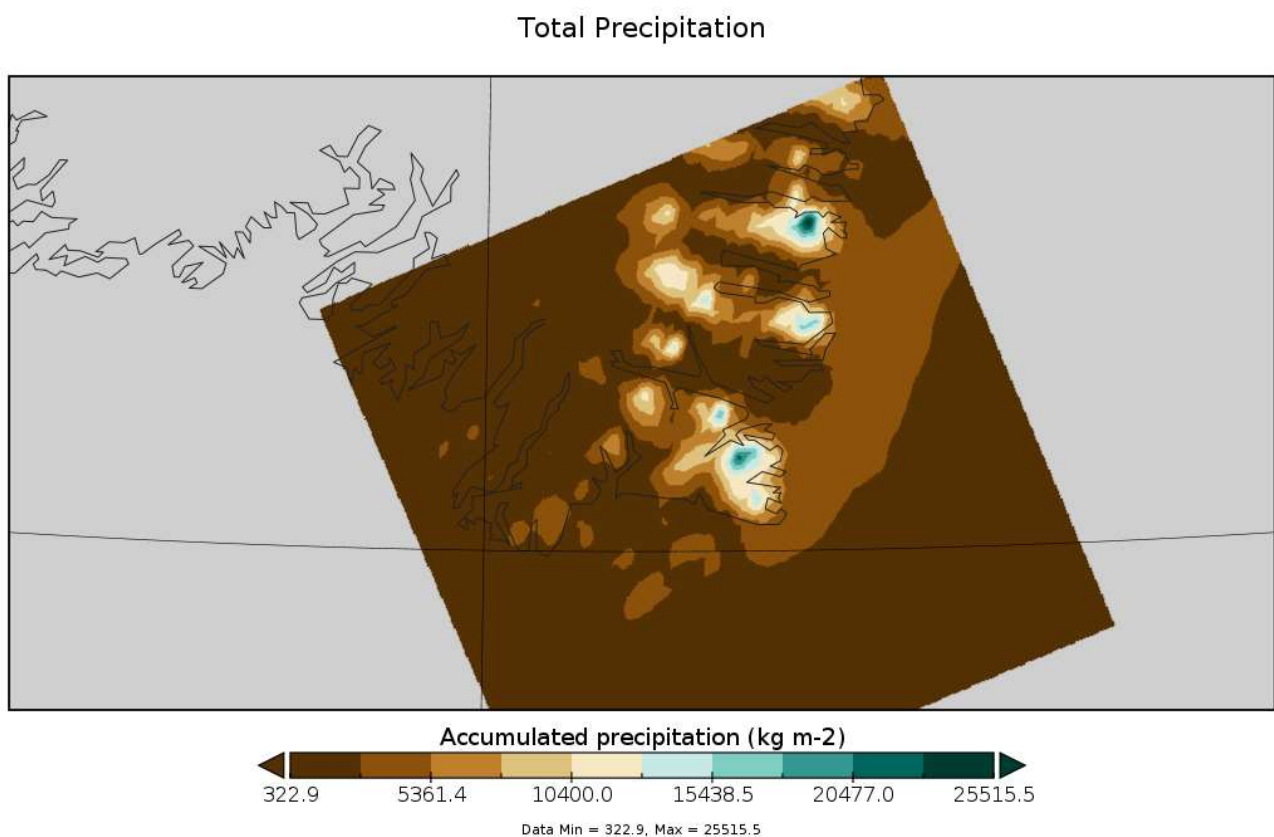 Total Precipitation
Accumulated precipitation (kg m-2)
322.9 5361.4 10400.0 15438.5 20477.0 25515.5
Data Min = 322.9, Max = 25515.5